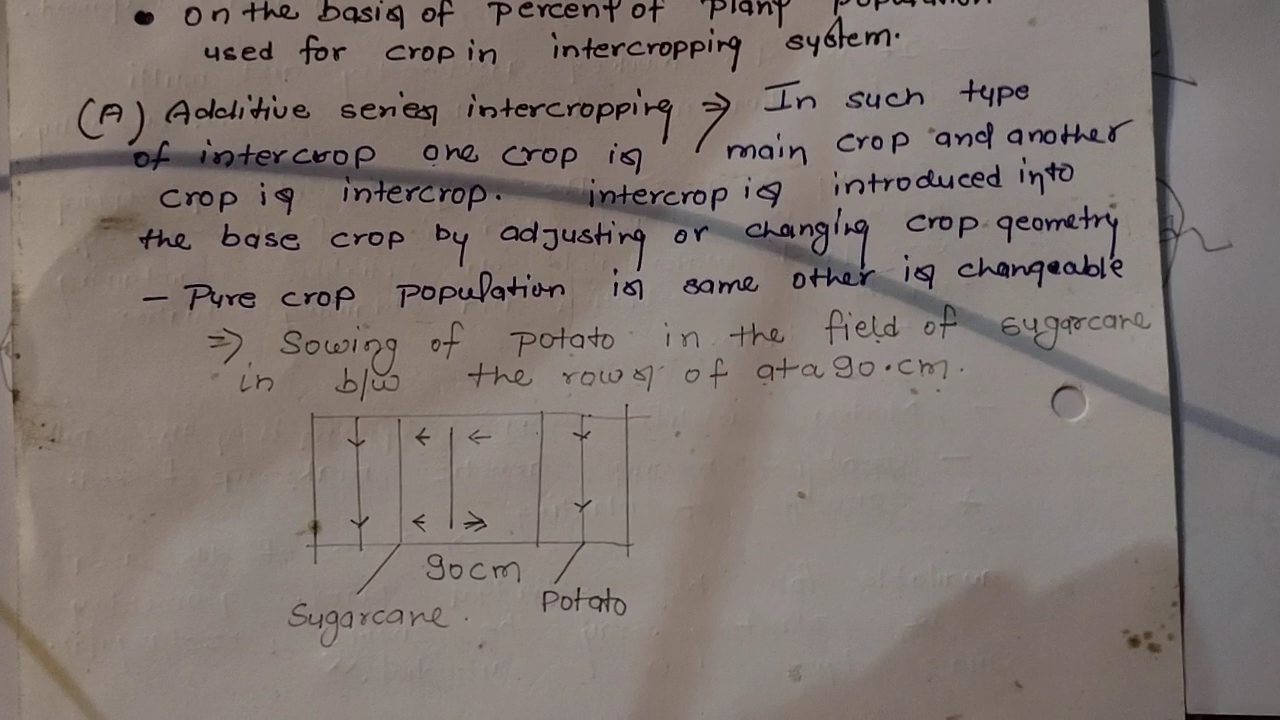 • on the basis of percent of plant population
used for crop in intercropping system.
(A) Additive series intercropping ⇒ In such type
of intercrop one crop is main crop and another
crop is intercrop. intercrop is introduced into
the base crop by adjusting or changing crop geometry
- Pure crop population is same other is changeable
⇒ Sowing of potato in the field of sugarcane
in b/w the rows of at a 90.cm.
90cm
Sugarcane.
Potato